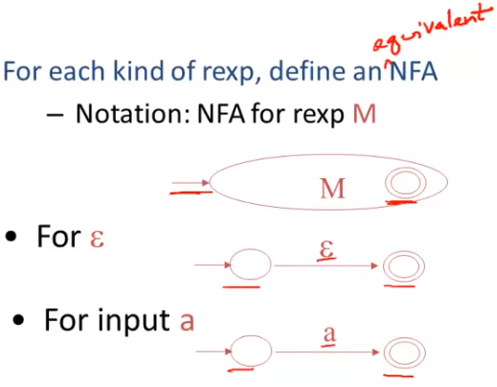 equivalent
For each kind of rexp, define an ^ NFA
– Notation: NFA for rexp M
M
• For ε
ε
• For input a
a